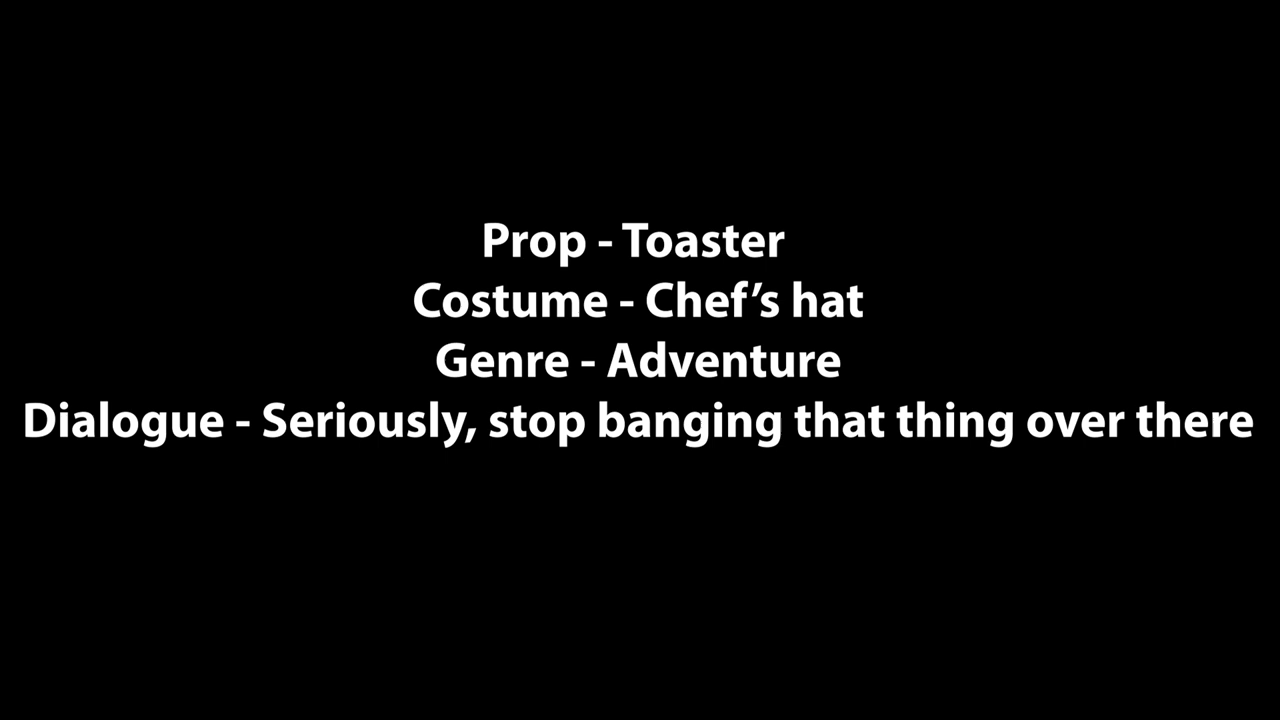 Prop - Toaster
Costume - Chef’s hat
Genre - Adventure
Dialogue - Seriously, stop banging that thing over there